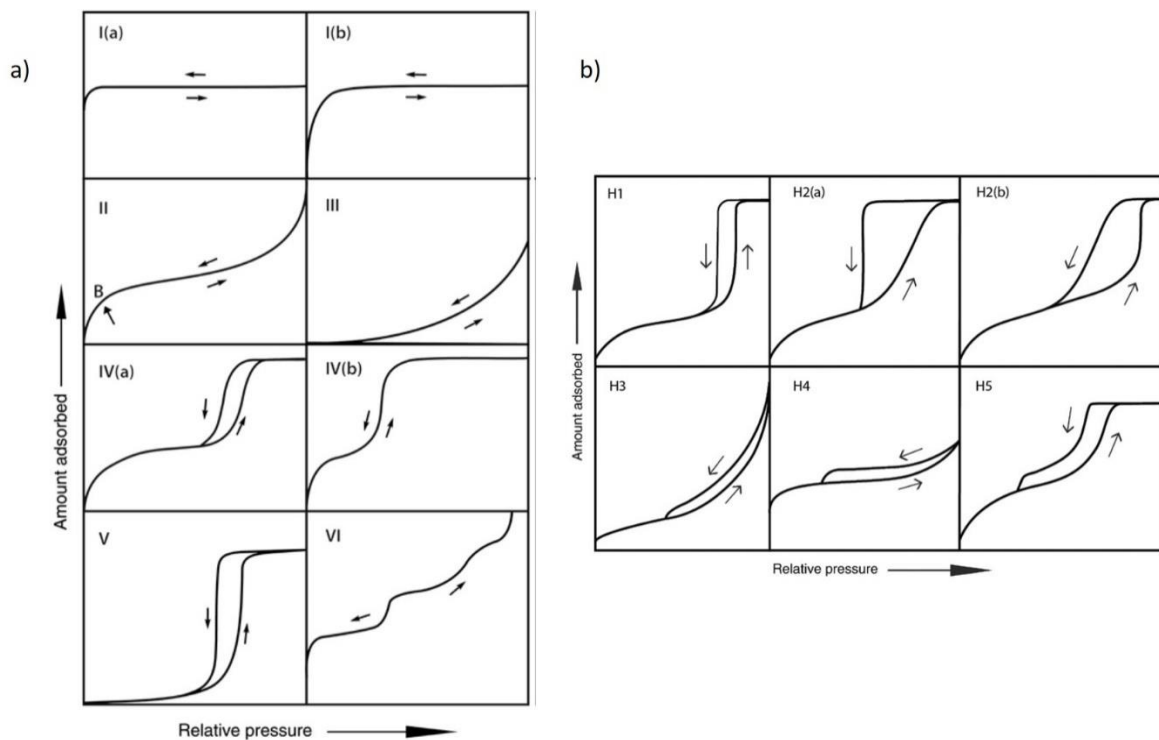 a)
I(a)
I(b)
II
III
B
IV(a)
IV(b)
V
VI
Amount adsorbed
Relative pressure
b)
H1
H2(a)
H2(b)
H3
H4
H5
Amount adsorbed
Relative pressure